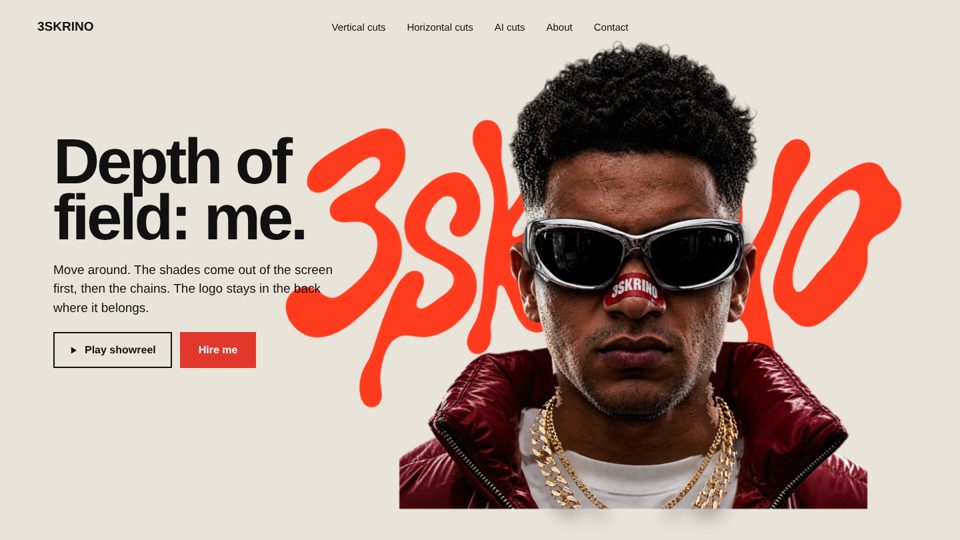 3SKRINO
Vertical cuts
Horizontal cuts
AI cuts
About
Contact
Depth of
field: me.
Move around. The shades come out of the screen
first, then the chains. The logo stays in the back
where it belongs.
Play showreel
Hire me
3sk
no
3SKRINO